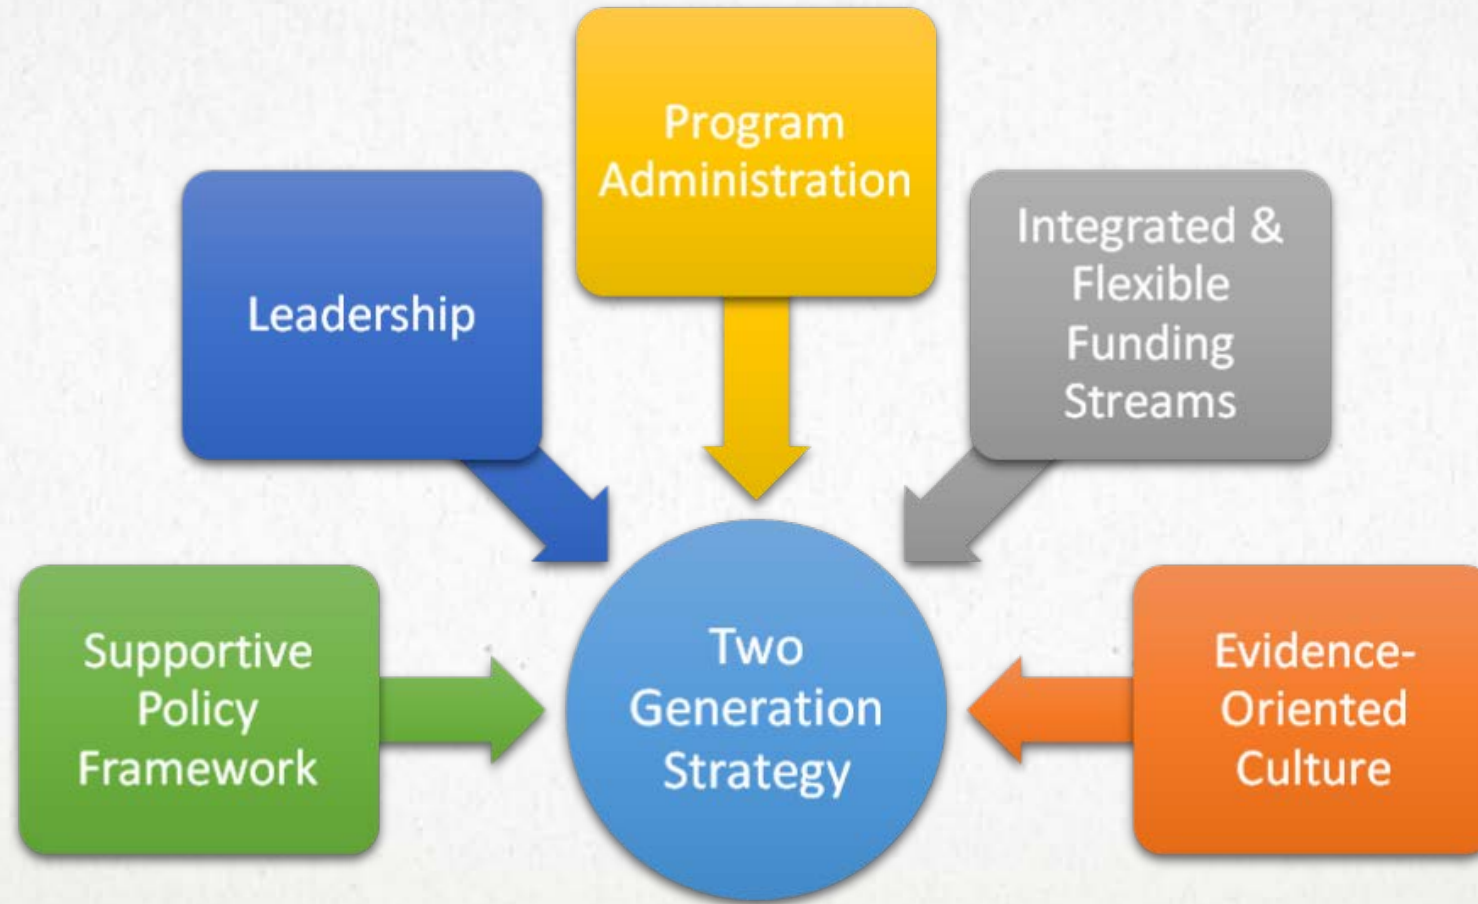 Program
Administration
Leadership
Integrated &
Flexible
Funding
Streams
Supportive
Policy
Framework
Two
Generation
Strategy
Evidence-
Oriented
Culture